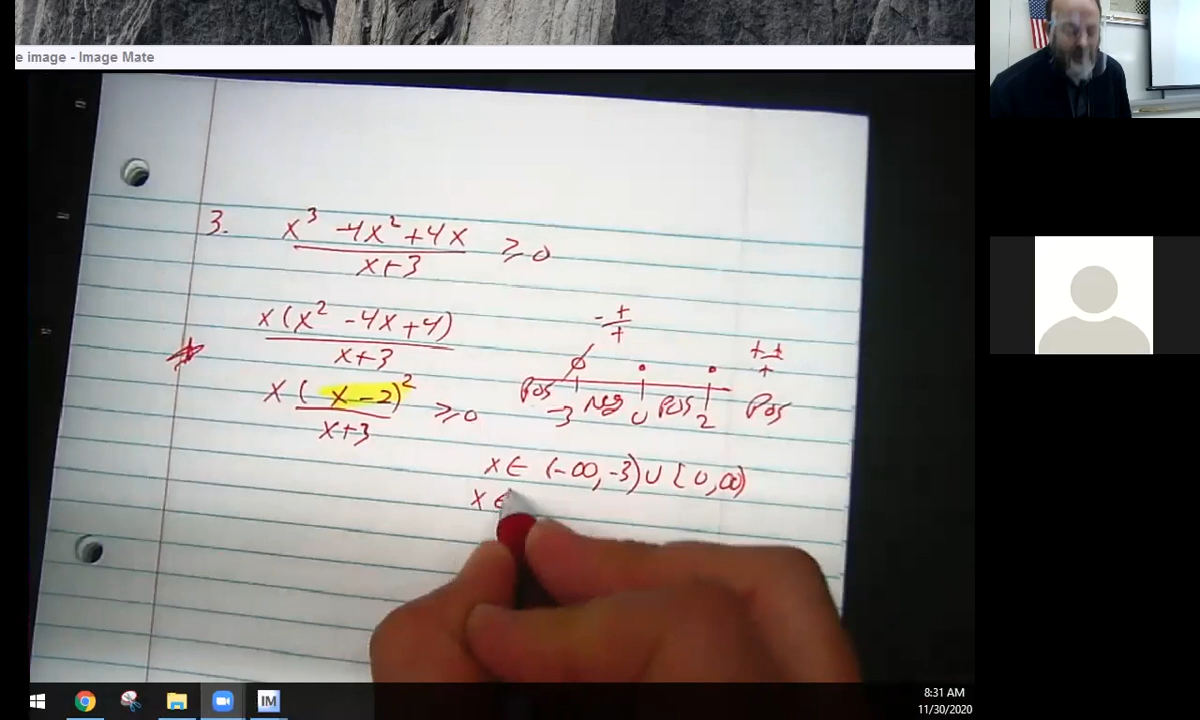 e image - Image Mate
3. x³ -4x² +4x
x+3
≥ 0
x(x² -4x+4)
x+3
x(x-2)²
x+3
≥ 0
- +
+
+ +
+
Pos -3 Neg 0 Pos 2 Pos
x ∈ (-∞, -3) ∪ [0, ∞)
x ∈
IM
8:31 AM
11/30/2020